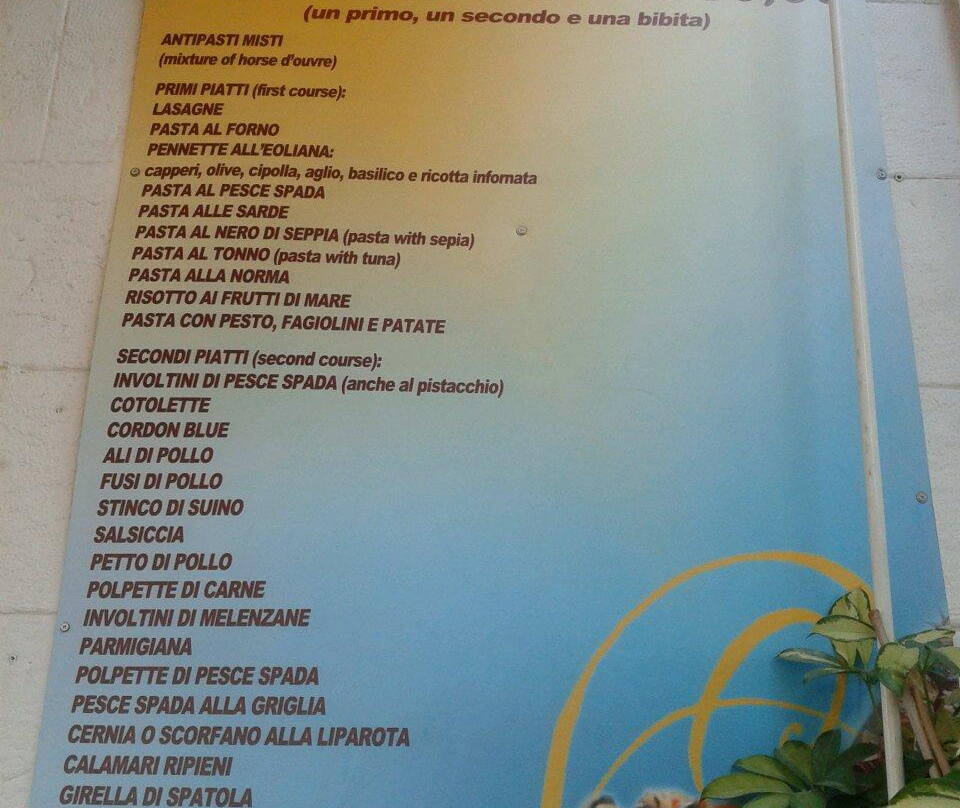 (un primo, un secondo e una bibita)
ANTIPASTI MISTI
(mixture of horse d'ouvre)
PRIMI PIATTI (first course):
LASAGNE
PASTA AL FORNO
PENNETTE ALL'EOLIANA:
capperi, olive, cipolla, aglio, basilico e ricotta infornata
PASTA AL PESCE SPADA
PASTA ALLE SARDE
PASTA AL NERO DI SEPPIA (pasta with sepia)
PASTA AL TONNO (pasta with tuna)
PASTA ALLA NORMA
RISOTTO AI FRUTTI DI MARE
PASTA CON PESTO, FAGIOLINI E PATATE
SECONDI PIATTI (second course):
INVOLTINI DI PESCE SPADA (anche al pistacchio)
COTOLETTE
CORDON BLUE
ALI DI POLLO
FUSI DI POLLO
STINCO DI SUINO
SALSICCIA
PETTO DI POLLO
POLPETTE DI CARNE
INVOLTINI DI MELENZANE
PARMIGIANA
POLPETTE DI PESCE SPADA
PESCE SPADA ALLA GRIGLIA
CERNIA O SCORFANO ALLA LIPAROTA
CALAMARI RIPIENI
GIRELLA DI SPATOLA